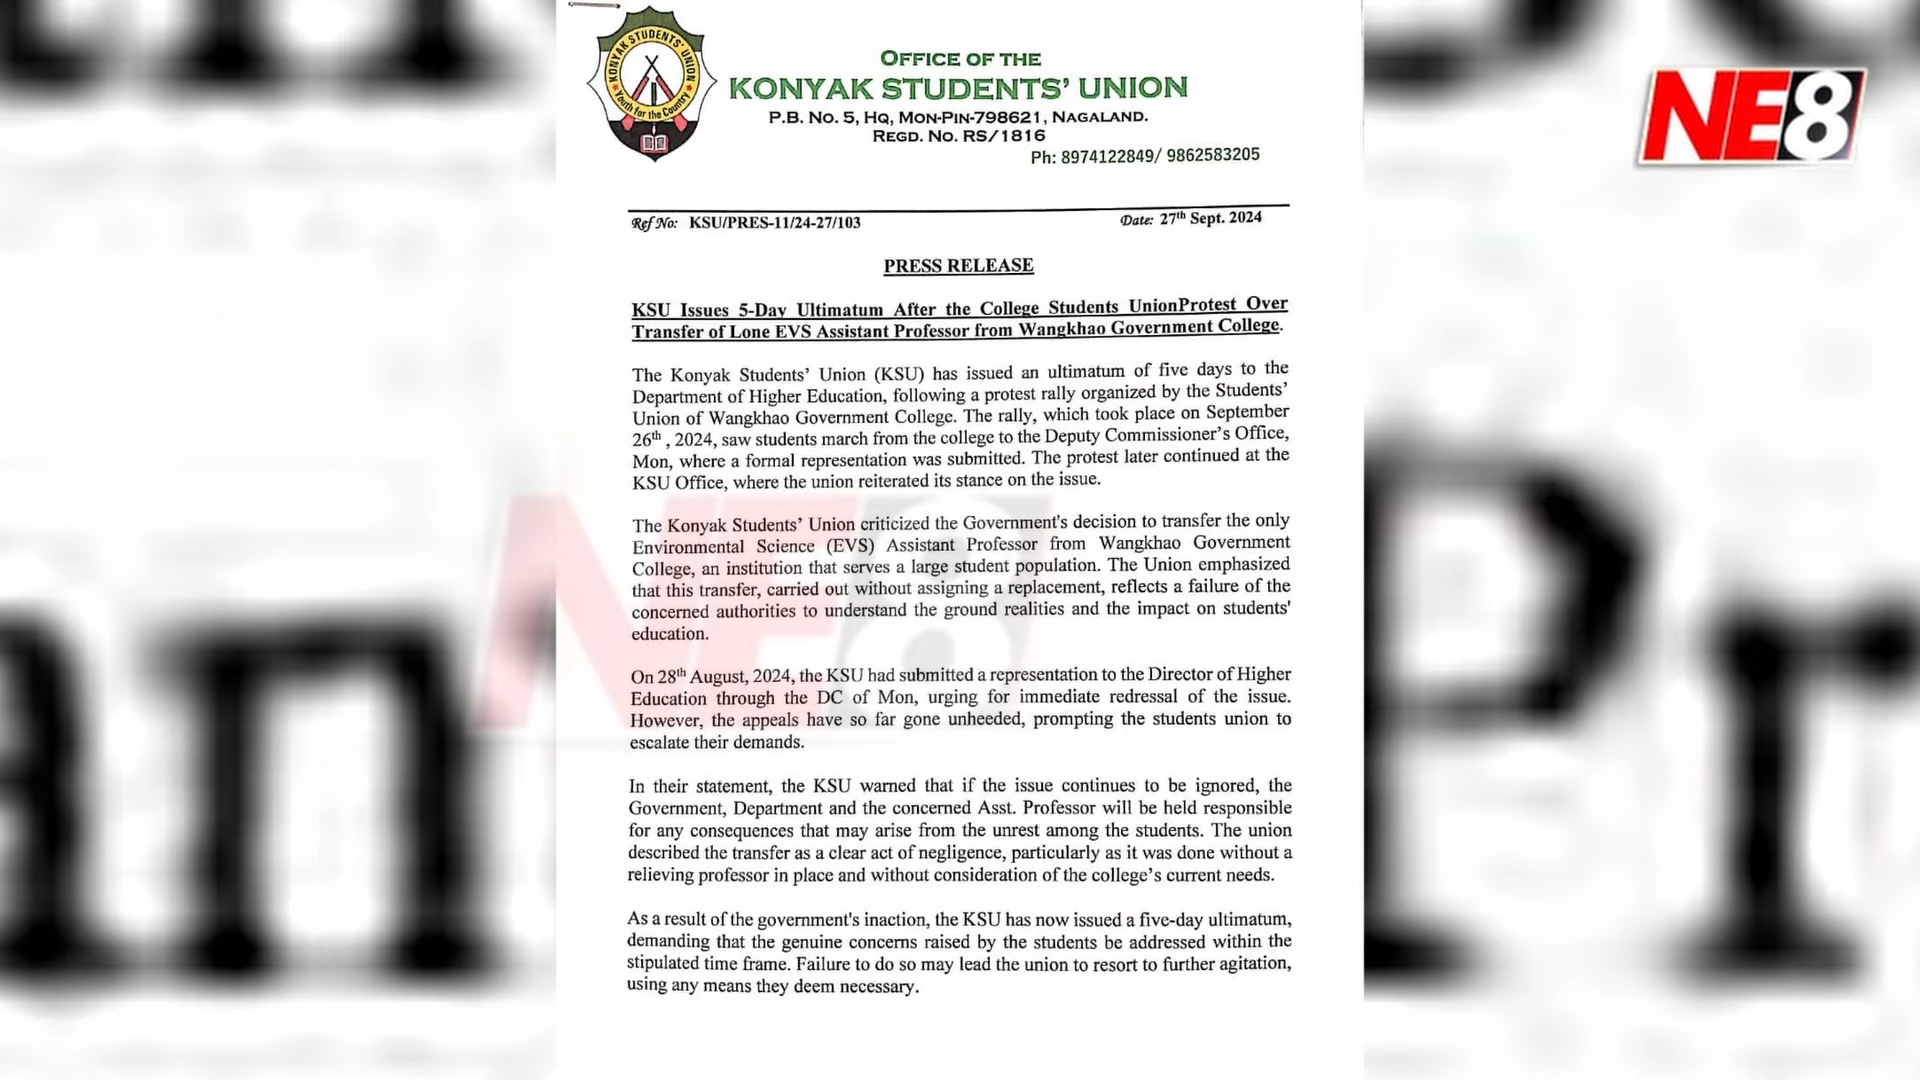 KONYAK STUDENTS' UNION
Youth for the Country
OFFICE OF THE
KONYAK STUDENTS' UNION
P.B. NO. 5, HQ, MON-PIN-798621, NAGALAND.
REGD. NO. RS/1816
Ph: 8974122849/ 9862583205
NE8
Ref No: KSU/PRES-11/24-27/103
Date: 27th Sept. 2024
PRESS RELEASE
KSU Issues 5-Day Ultimatum After the College Students UnionProtest Over
Transfer of Lone EVS Assistant Professor from Wangkhao Government College.
The Konyak Students' Union (KSU) has issued an ultimatum of five days to the
Department of Higher Education, following a protest rally organized by the Students'
Union of Wangkhao Government College. The rally, which took place on September
26th , 2024, saw students march from the college to the Deputy Commissioner's Office,
Mon, where a formal representation was submitted. The protest later continued at the
KSU Office, where the union reiterated its stance on the issue.
The Konyak Students' Union criticized the Government's decision to transfer the only
Environmental Science (EVS) Assistant Professor from Wangkhao Government
College, an institution that serves a large student population. The Union emphasized
that this transfer, carried out without assigning a replacement, reflects a failure of the
concerned authorities to understand the ground realities and the impact on students'
education.
On 28th August, 2024, the KSU had submitted a representation to the Director of Higher
Education through the DC of Mon, urging for immediate redressal of the issue.
However, the appeals have so far gone unheeded, prompting the students union to
escalate their demands.
In their statement, the KSU warned that if the issue continues to be ignored, the
Government, Department and the concerned Asst. Professor will be held responsible
for any consequences that may arise from the unrest among the students. The union
described the transfer as a clear act of negligence, particularly as it was done without a
relieving professor in place and without consideration of the college's current needs.
As a result of the government's inaction, the KSU has now issued a five-day ultimatum,
demanding that the genuine concerns raised by the students be addressed within the
stipulated time frame. Failure to do so may lead the union to resort to further agitation,
using any means they deem necessary.